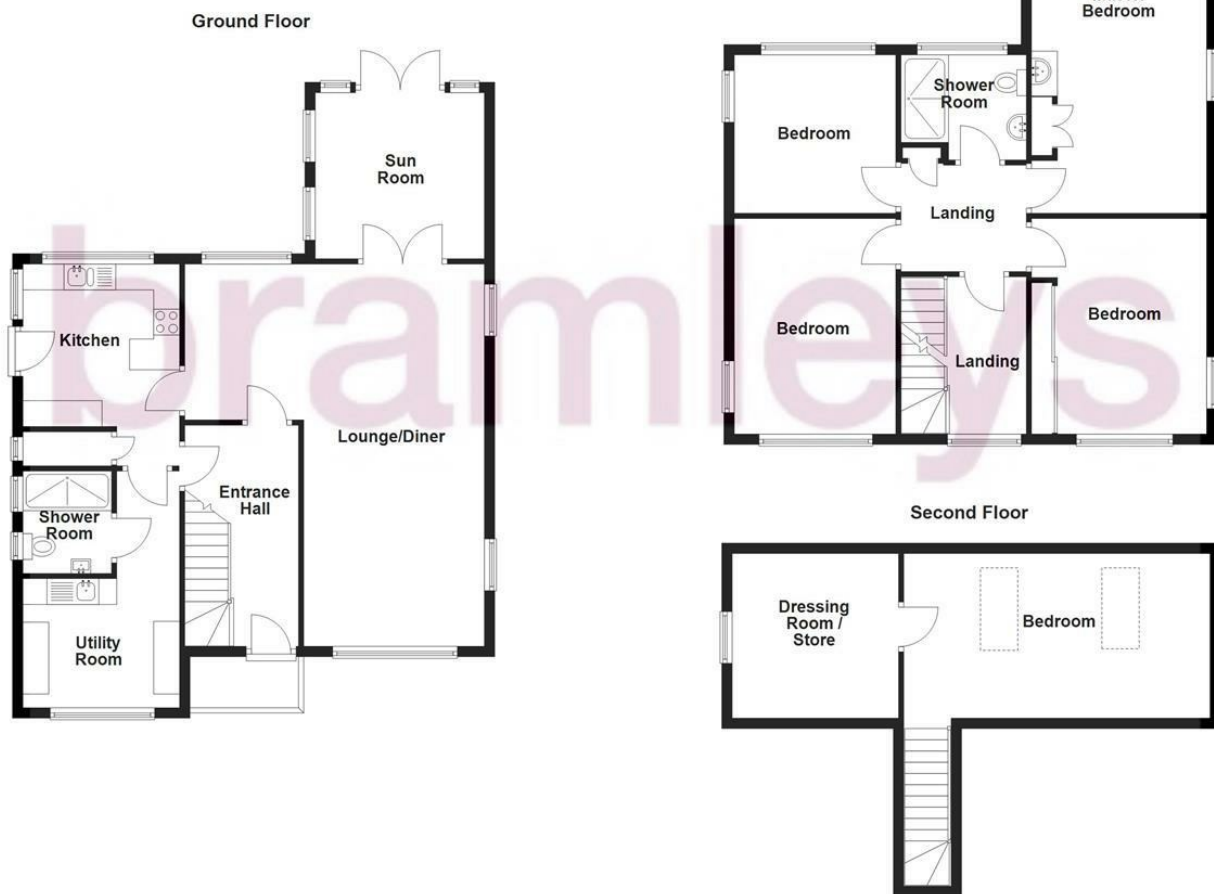 Ground Floor
Sun
Room
Kitchen
Lounge/Diner
Entrance
Hall
Shower
Room
Utility
Room
Bedroom
Bedroom
Shower
Room
Landing
Bedroom
Landing
Bedroom
Second Floor
Dressing
Room /
Store
Bedroom
bramleys